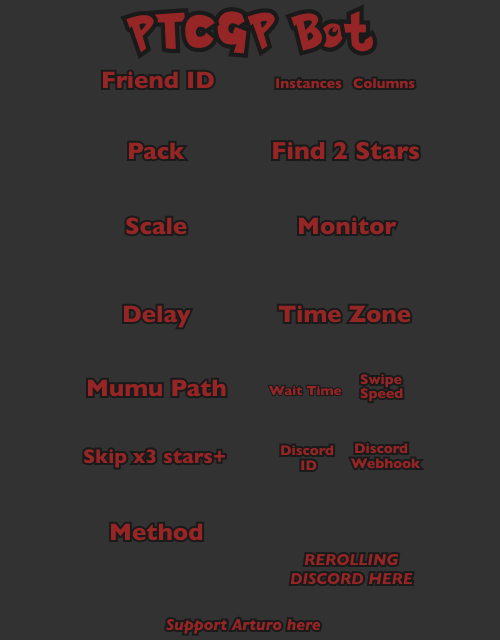 PTCGP Bot
Friend ID
Instances Columns
Pack
Find 2 Stars
Scale
Monitor
Delay
Time Zone
Mumu Path
Wait Time
Swipe
Speed
Skip x3 stars+
Discord
ID
Discord
Webhook
Method
REROLLING
DISCORD HERE
Support Arturo here